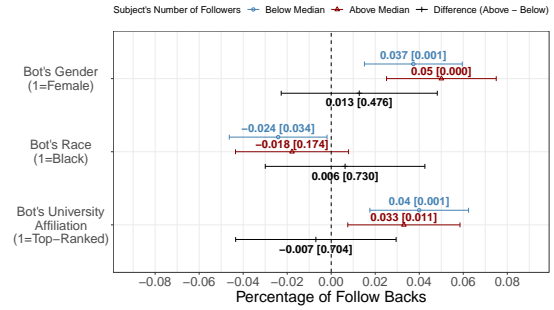 Subject's Number of Followers Below Median Above Median Difference (Above − Below)
Bot's Gender
(1=Female)
0.037 [0.001]
0.05 [0.000]
0.013 [0.476]
Bot's Race
(1=Black)
−0.024 [0.034]
−0.018 [0.174]
0.006 [0.730]
Bot's University
Affiliation
(1=Top−Ranked)
0.04 [0.001]
0.033 [0.011]
−0.007 [0.704]
−0.08 −0.06 −0.04 −0.02 0.00 0.02 0.04 0.06 0.08
Percentage of Follow Backs